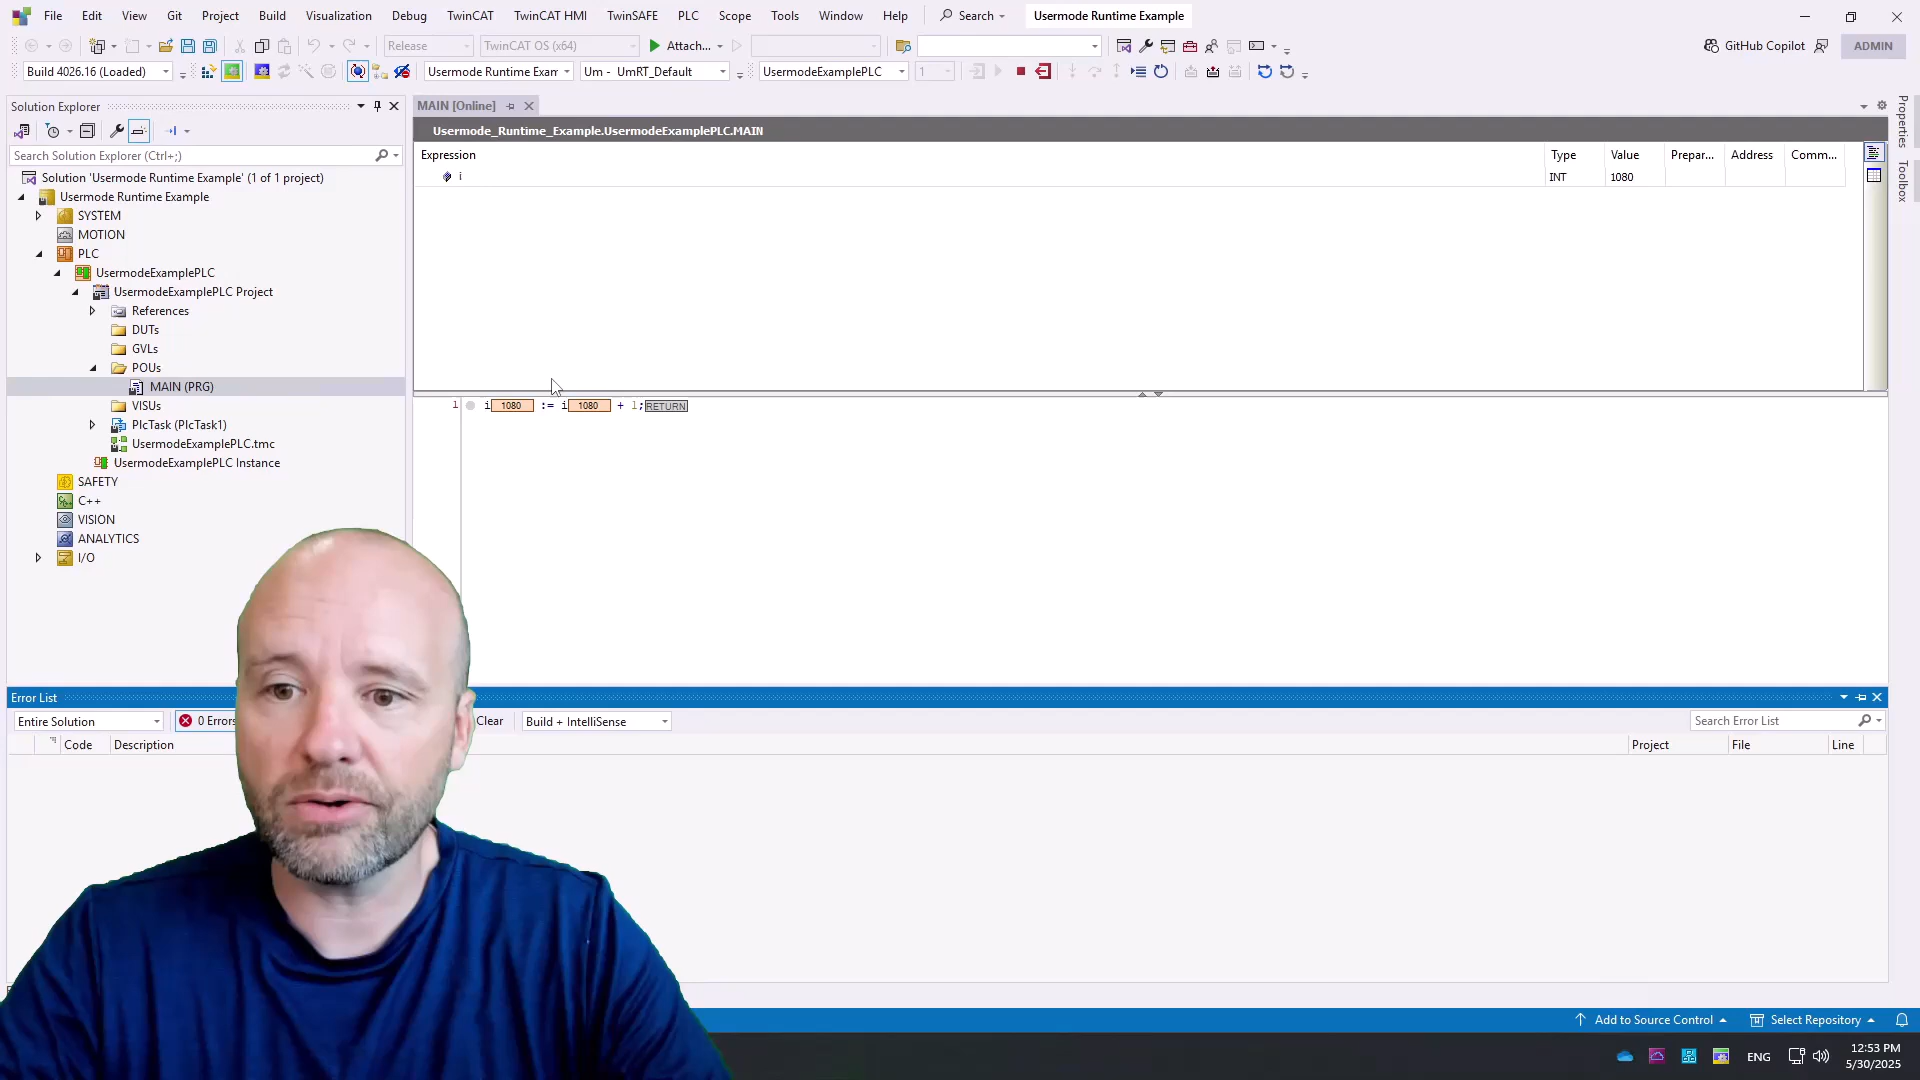 File Edit View Git Project Build Visualization Debug TwinCAT TwinCAT HMI TwinSAFE PLC Scope Tools Window Help Search Usermode Runtime Example
Release TwinCAT OS (x64) Attach... GitHub Copilot ADMIN
Build 4026.16 (Loaded) Usermode Runtime Exam Um - UmRT_Default UsermodeExamplePLC 1
Solution Explorer
Search Solution Explorer (Ctrl+;)
Solution 'Usermode Runtime Example' (1 of 1 project)
Usermode Runtime Example
SYSTEM
MOTION
PLC
UsermodeExamplePLC
UsermodeExamplePLC Project
References
DUTs
GVLs
POUs
MAIN (PRG)
VISUs
PlcTask (PlcTask1)
UsermodeExamplePLC.tmc
UsermodeExamplePLC Instance
SAFETY
C++
VISION
ANALYTICS
I/O
MAIN [Online]
Usermode_Runtime_Example.UsermodeExamplePLC.MAIN
Expression Type Value Prepar... Address Comm...
i INT 1080
1 i 1080 := i 1080 + 1; RETURN
Properties
Toolbox
Error List
Entire Solution 0 Errors Clear Build + IntelliSense Search Error List
Code Description Project File Line
Add to Source Control Select Repository
ENG 12:53 PM
5/30/2025